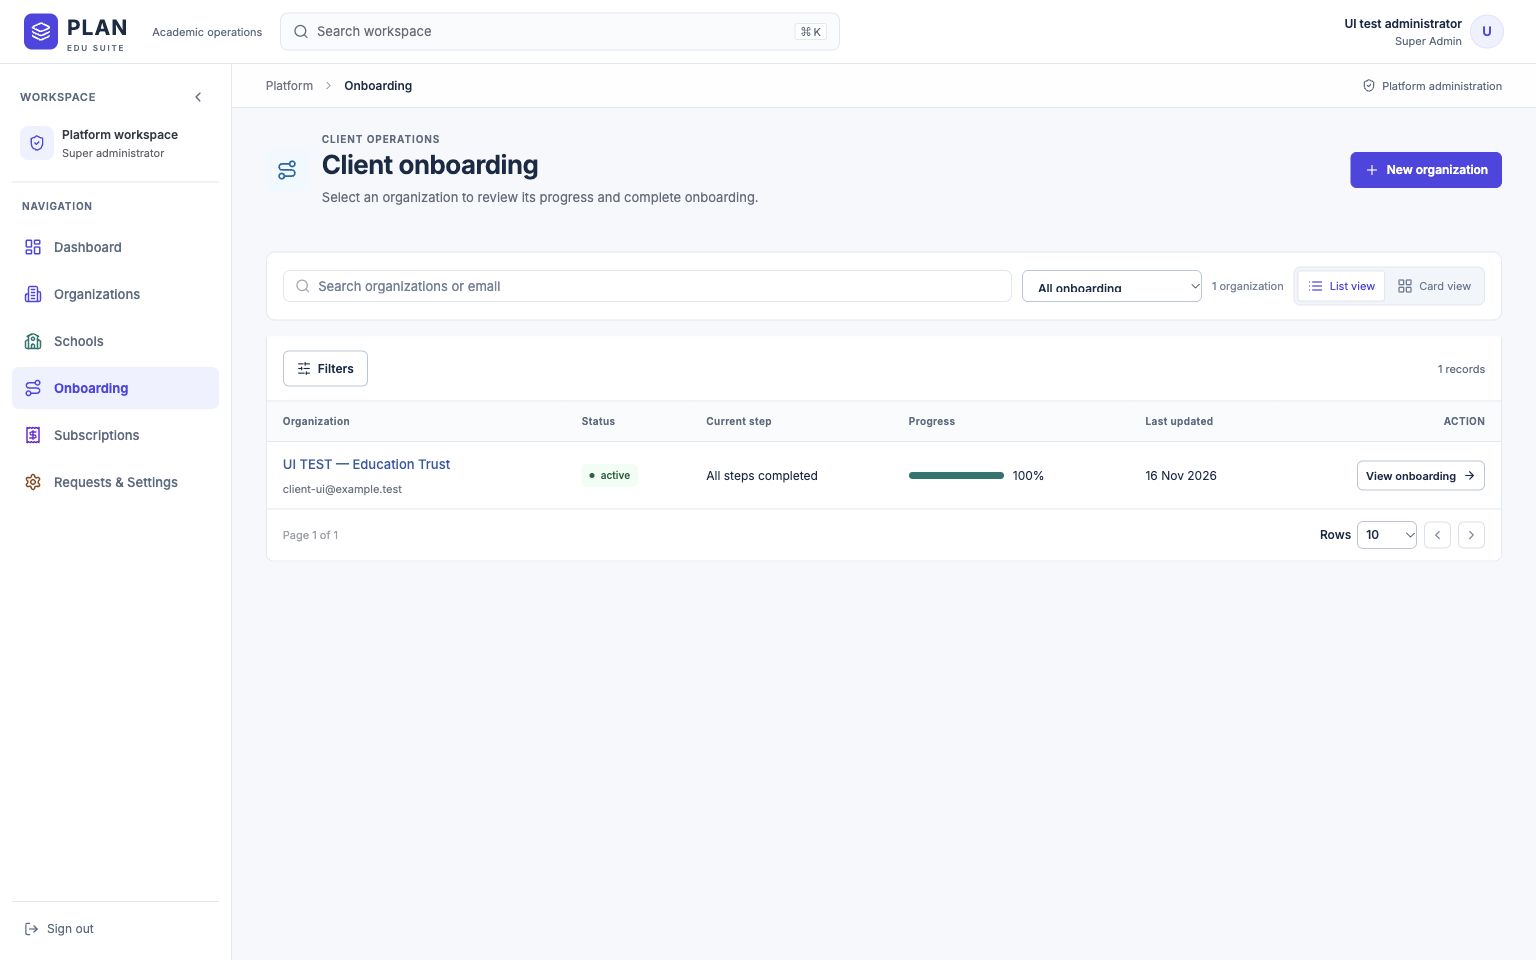 PLAN
EDU SUITE
Academic operations
Search workspace
⌘ K
UI test administrator
Super Admin
U
WORKSPACE
Platform workspace
Super administrator
NAVIGATION
Dashboard
Organizations
Schools
Onboarding
Subscriptions
Requests & Settings
Sign out
Platform
Onboarding
Platform administration
CLIENT OPERATIONS
Client onboarding
Select an organization to review its progress and complete onboarding.
New organization
Search organizations or email
All onboarding
1 organization
List view
Card view
Filters
1 records
Organization Status Current step Progress Last updated ACTION
UI TEST — Education Trust
client-ui@example.test
active
All steps completed
100%
16 Nov 2026
View onboarding
Page 1 of 1
Rows 10